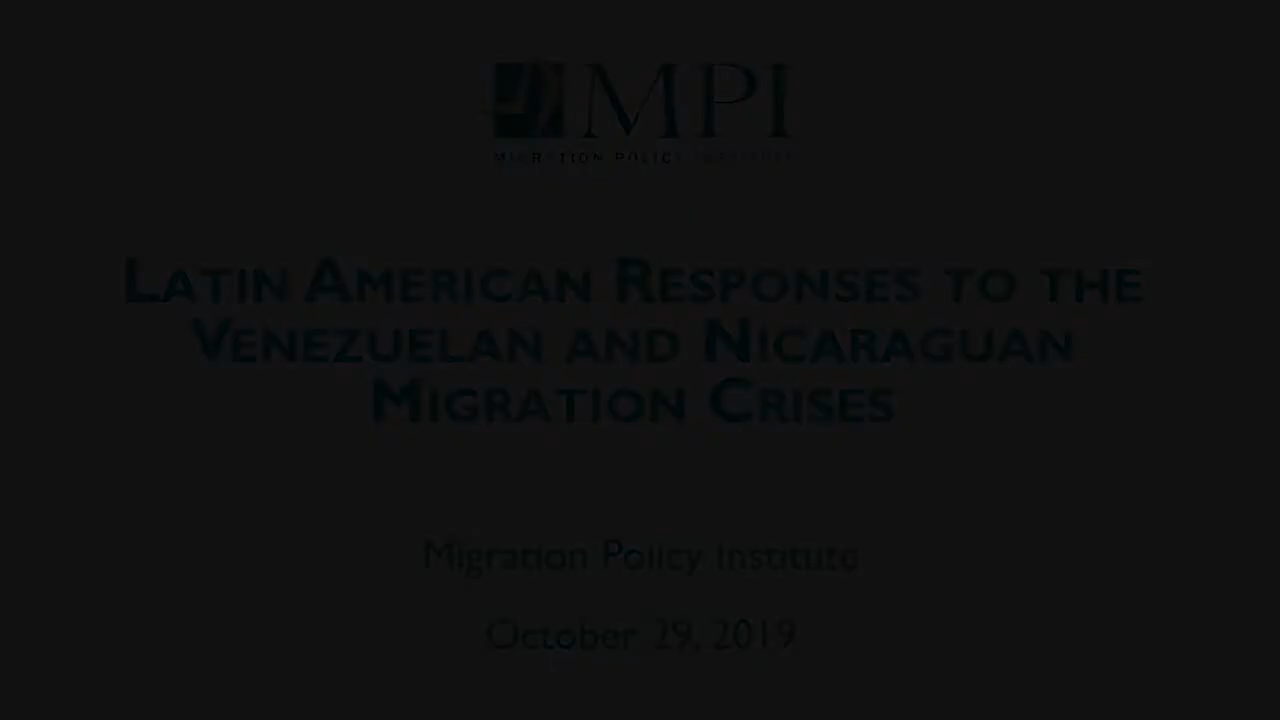 MPI
MIGRATION POLICY INSTITUTE
LATIN AMERICAN RESPONSES TO THE
VENEZUELAN AND NICARAGUAN
MIGRATION CRISES
Migration Policy Institute
October 29, 2019